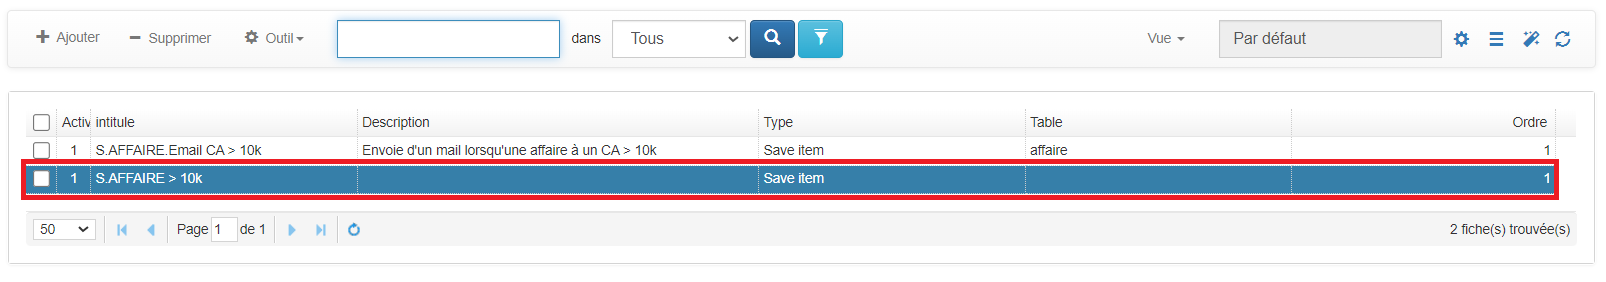 Ajouter Supprimer Outil dans Tous Vue Par défaut
Activ intitule Description Type Table Ordre
1 S.AFFAIRE.Email CA > 10k Envoie d'un mail lorsqu'une affaire à un CA > 10k Save item affaire 1
1 S.AFFAIRE > 10k Save item 1
50 Page 1 de 1 2 fiche(s) trouvée(s)